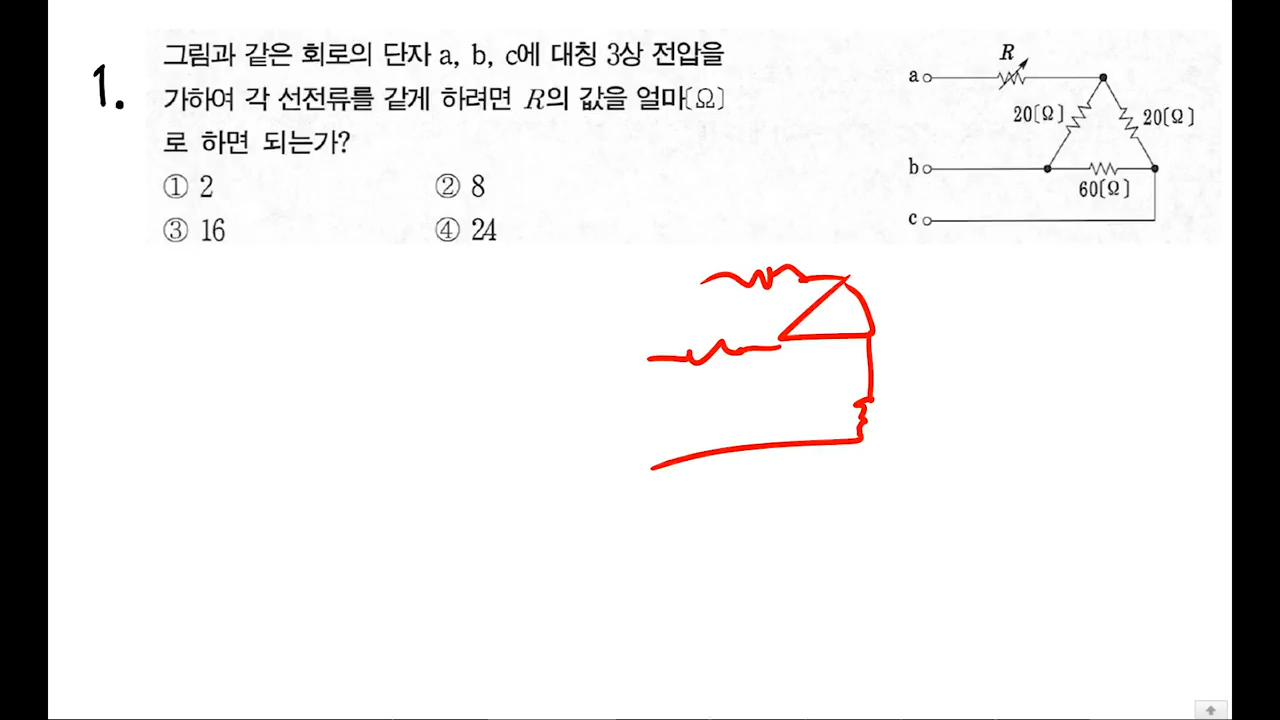 1.
그림과 같은 회로의 단자 a, b, c에 대칭 3상 전압을
가하여 각 선전류를 같게 하려면 R의 값을 얼마[Ω]
로 하면 되는가?
① 2 ② 8
③ 16 ④ 24
R
a
20[Ω] 20[Ω]
b
60[Ω]
c